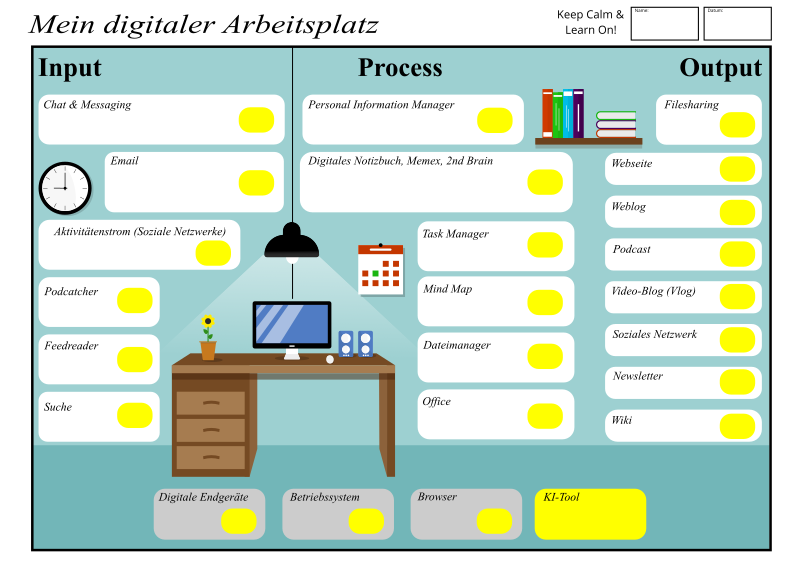 Mein digitaler Arbeitsplatz
Keep Calm &
Learn On!
Name:
Datum:
Input
Process
Output
Chat & Messaging
Personal Information Manager
Filesharing
Email
Digitales Notizbuch, Memex, 2nd Brain
Webseite
Weblog
Aktivitätenstrom (Soziale Netzwerke)
Task Manager
Podcast
Podcatcher
Mind Map
Video-Blog (Vlog)
Feedreader
Dateimanager
Soziales Netzwerk
Newsletter
Suche
Office
Wiki
Digitale Endgeräte
Betriebssystem
Browser
KI-Tool